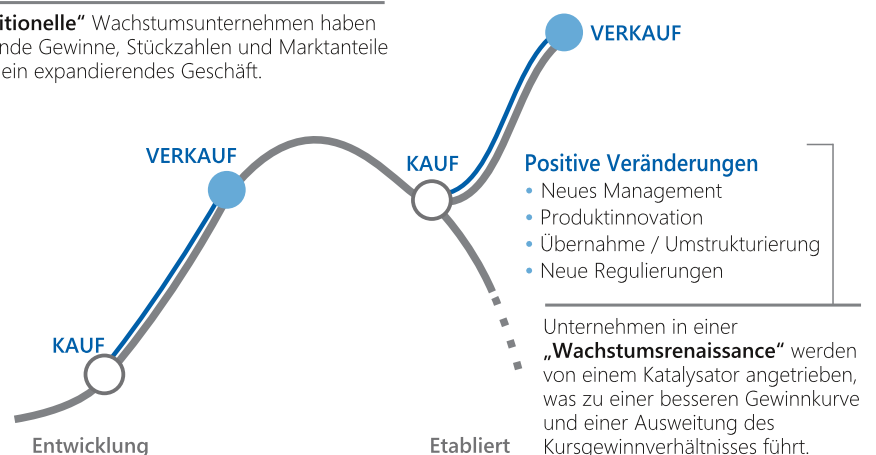 itionelle“ Wachstumsunternehmen haben
nde Gewinne, Stückzahlen und Marktanteile
ein expandierendes Geschäft.
VERKAUF
VERKAUF
KAUF
KAUF
Positive Veränderungen
• Neues Management
• Produktinnovation
• Übernahme / Umstrukturierung
• Neue Regulierungen
Unternehmen in einer
„Wachstumsrenaissance“ werden
von einem Katalysator angetrieben,
was zu einer besseren Gewinnkurve
und einer Ausweitung des
Kursgewinnverhältnisses führt.
Entwicklung
Etabliert